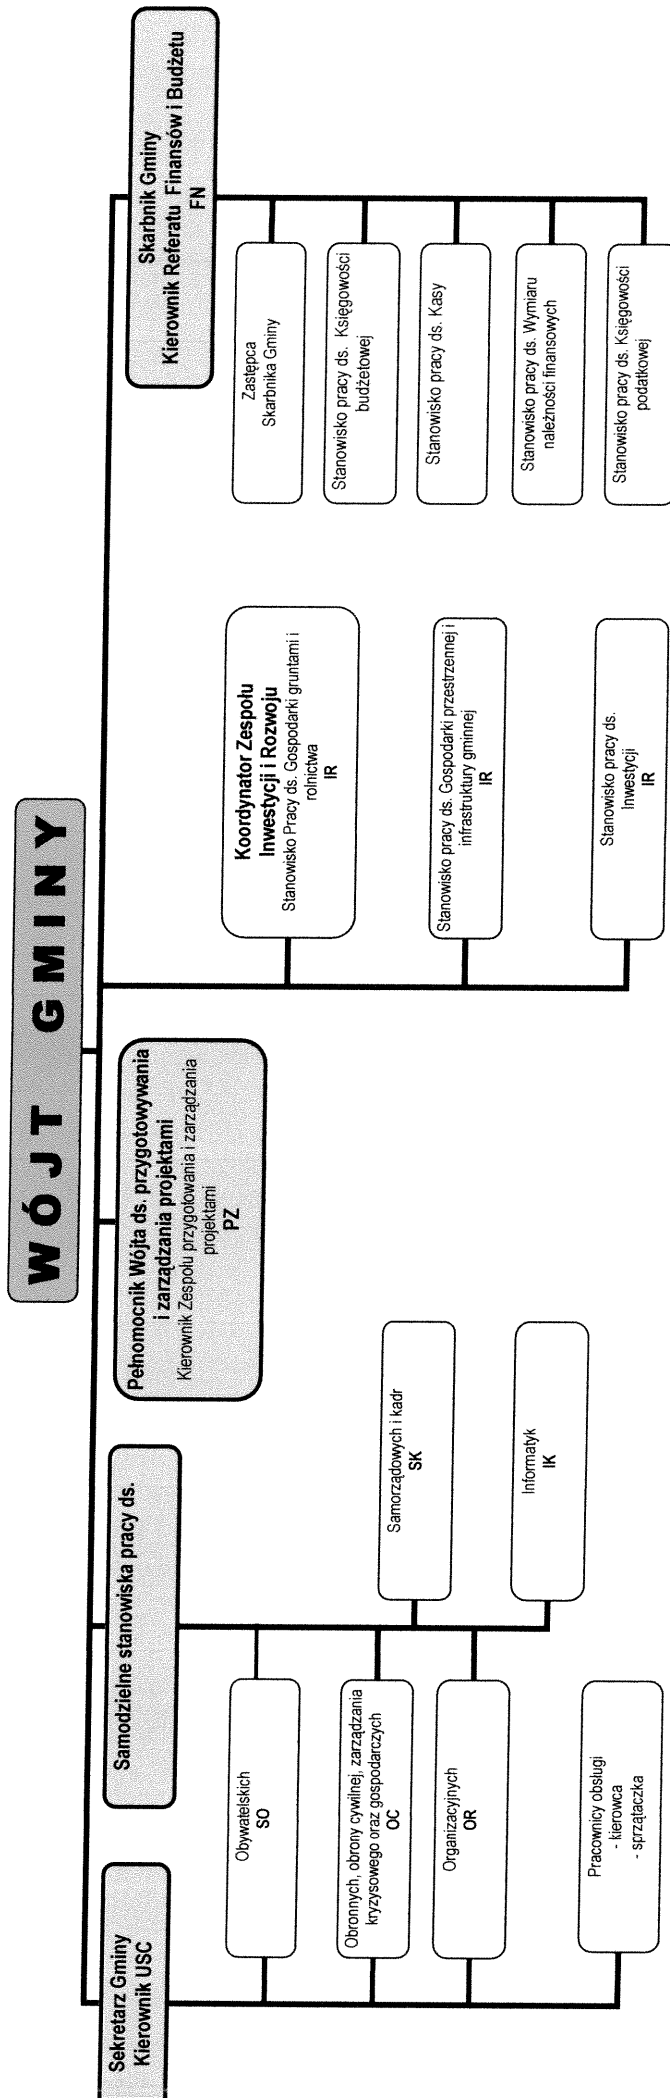 WÓJT GMINY
Sekretarz Gminy
Kierownik USC
Samodzielne stanowiska pracy ds.
Pełnomocnik Wójta ds. przygotowywania
i zarządzania projektami
Kierownik Zespołu przygotowania i zarządzania
projektami
PZ
Skarbnik Gminy
Kierownik Referatu Finansów i Budżetu
FN
Obywatelskich
SO
Obronnych, obrony cywilnej, zarządzania
kryzysowego oraz gospodarczych
OC
Organizacyjnych
OR
Pracownicy obsługi
- kierowca
- sprzątaczka
Samorządowych i kadr
SK
Informatyk
IK
Koordynator Zespołu
Inwestycji i Rozwoju
Stanowisko Pracy ds. Gospodarki gruntami i
rolnictwa
IR
Stanowisko pracy ds. Gospodarki przestrzennej i
infrastruktury gminnej
IR
Stanowisko pracy ds.
Inwestycji
IR
Zastępca
Skarbnika Gminy
Stanowisko pracy ds. Księgowości
budżetowej
Stanowisko pracy ds. Kasy
Stanowisko pracy ds. Wymiaru
należności finansowych
Stanowisko pracy ds. Księgowości
podatkowej